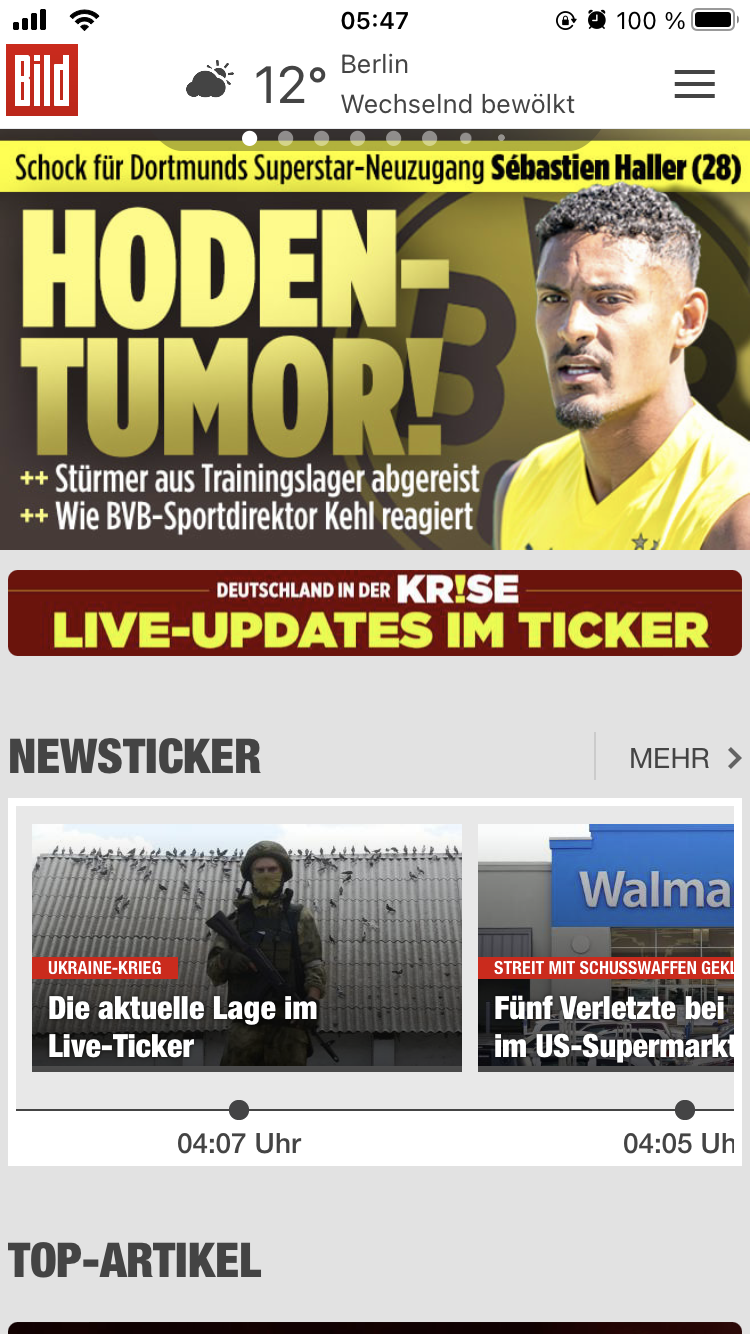 05:47
100 %
Bild
12°
Berlin
Wechselnd bewölkt
Schock für Dortmunds Superstar-Neuzugang Sébastien Haller (28)
HODEN-
TUMOR!
++ Stürmer aus Trainingslager abgereist
++ Wie BVB-Sportdirektor Kehl reagiert
DEUTSCHLAND IN DER KR!SE
LIVE-UPDATES IM TICKER
NEWSTICKER
MEHR
UKRAINE-KRIEG
Die aktuelle Lage im
Live-Ticker
04:07 Uhr
Walma
STREIT MIT SCHUSSWAFFEN GEKL
Fünf Verletzte bei
im US-Supermarkt
04:05 Uh
TOP-ARTIKEL